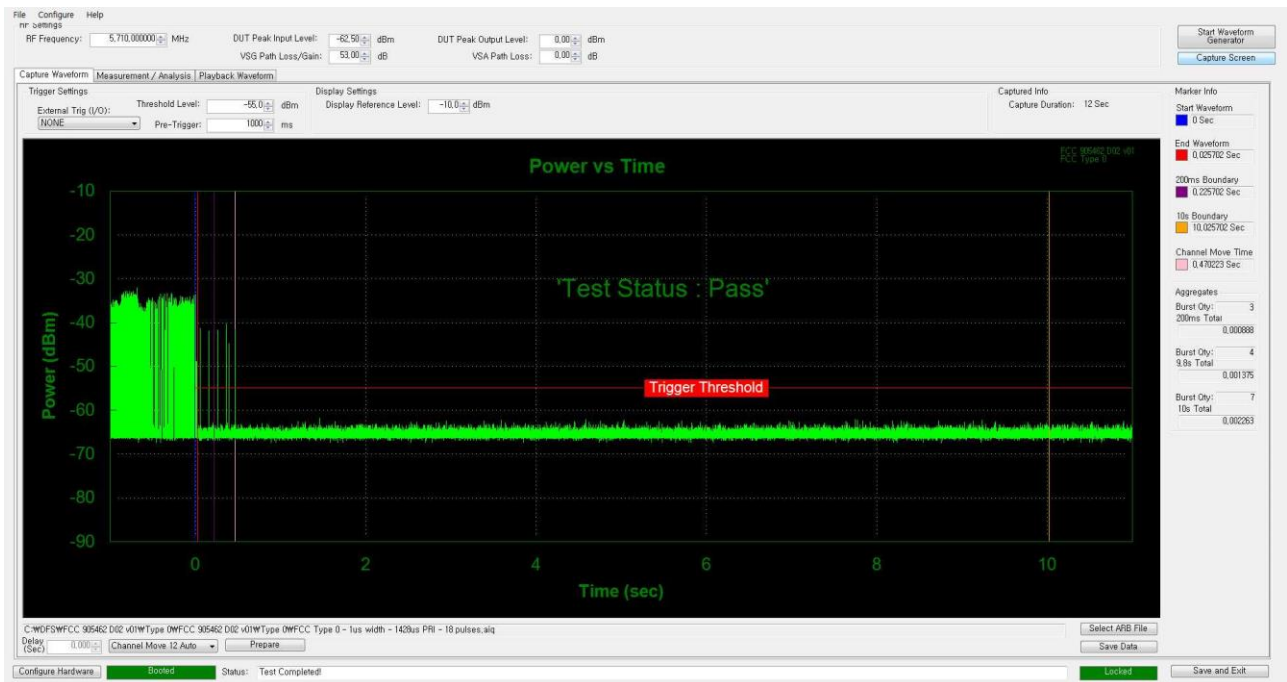 File Configure Help
RF Settings
RF Frequency: 5,710,000000 MHz DUT Peak Input Level: -62,50 dBm DUT Peak Output Level: 0,00 dBm
VSG Path Loss/Gain: 53,00 dB VSA Path Loss: 0,00 dB
Start Waveform Generator
Capture Screen
Capture Waveform Measurement / Analysis Playback Waveform
Trigger Settings
External Trig (I/O): Threshold Level: -55,0 dBm
NONE Pre-Trigger: 1000 ms
Display Settings
Display Reference Level: -10,0 dBm
Captured Info
Capture Duration: 12 Sec
Marker Info
Start Waveform
0 Sec
End Waveform
0,025702 Sec
200ms Boundary
0,225702 Sec
10s Boundary
10,025702 Sec
Channel Move Time
0,470223 Sec
Aggregates
Burst Qty: 3
200ms Total
0,000888
Burst Qty: 4
9,8s Total
0,001375
Burst Qty: 7
10s Total
0,002263
FCC 905462 D02 v01
FCC Type 0
Power vs Time
'Test Status : Pass'
Trigger Threshold
Power (dBm)
-10
-20
-30
-40
-50
-60
-70
-80
-90
0 2 4 6 8 10
Time (sec)
C:₩DFS₩FCC 905462 D02 v01₩Type 0₩FCC 905462 D02 v01₩Type 0₩FCC Type 0 - 1us width - 1428us PRI - 18 pulses,aiq
Select ARB File
Delay (Sec) 0,000 Channel Move 12 Auto Prepare
Save Data
Configure Hardware Booted Status: Test Completed! Locked Save and Exit